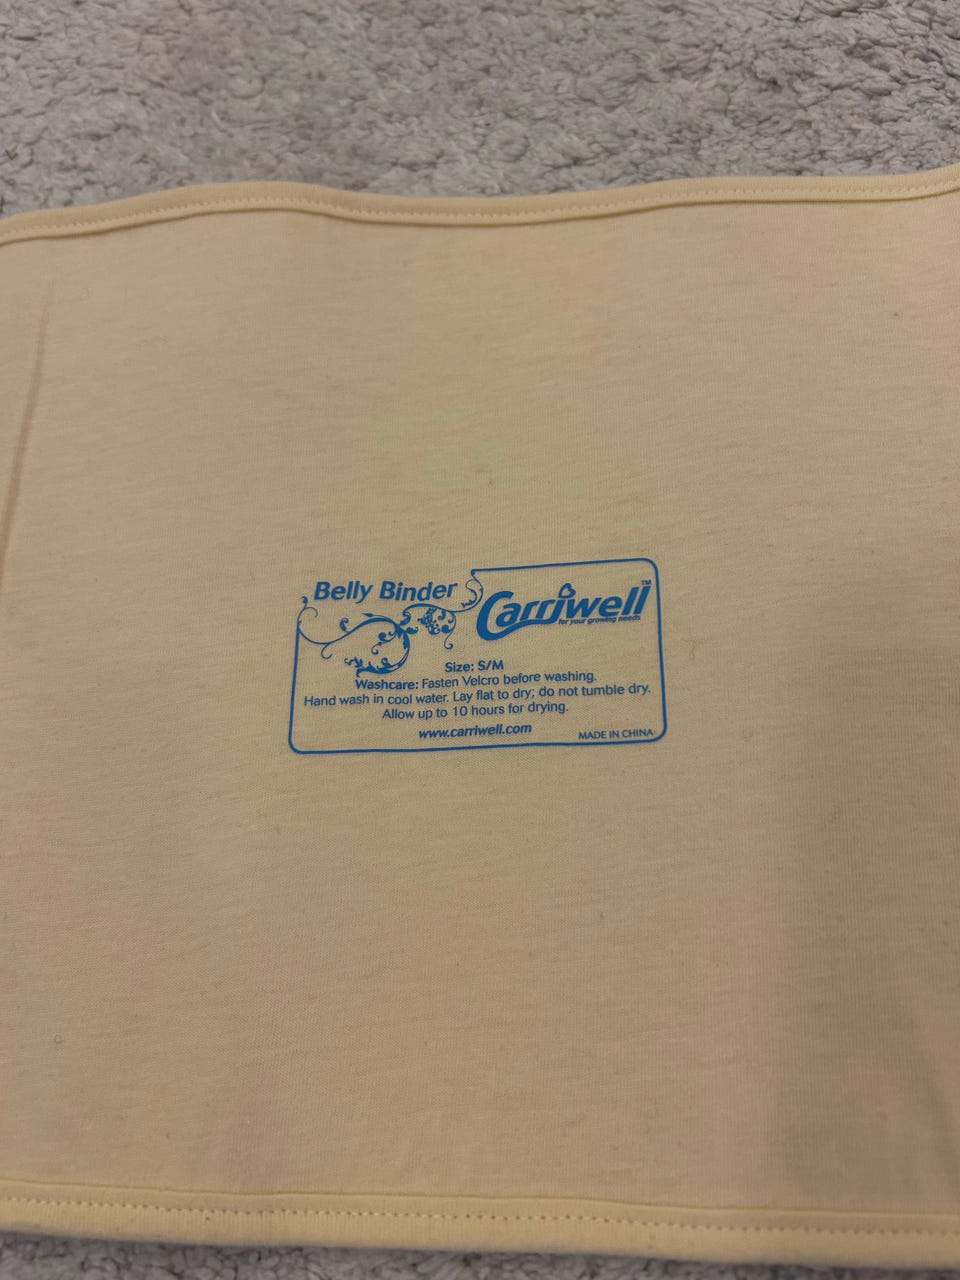 Belly Binder
Carriwell™
for your growing needs
Size: S/M
Washcare: Fasten Velcro before washing.
Hand wash in cool water. Lay flat to dry; do not tumble dry.
Allow up to 10 hours for drying.
www.carriwell.com
MADE IN CHINA